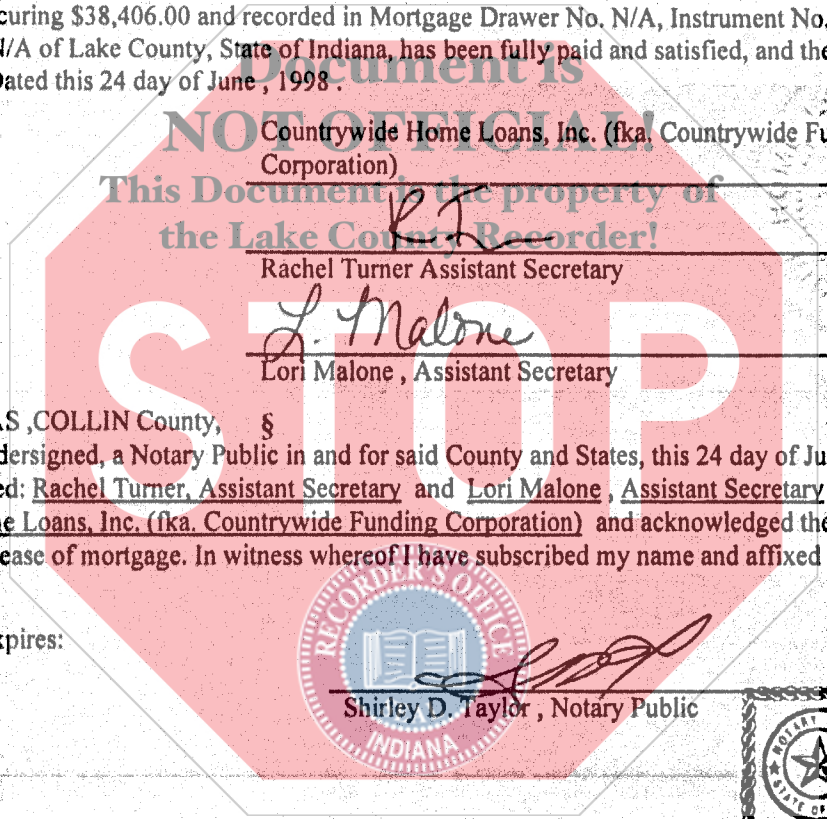 curing $38,406.00 and recorded in Mortgage Drawer No. N/A, Instrument No.
N/A of Lake County, State of Indiana, has been fully paid and satisfied, and the
Dated this 24 day of June , 1998 .
Document is
NOT OFFICIAL!
Countrywide Home Loans, Inc. (fka. Countrywide Fu
Corporation)
This Document is the property of
the Lake County Recorder!
R.T
Rachel Turner Assistant Secretary
L. Malone
Lori Malone , Assistant Secretary
STOP
AS ,COLLIN County, §
dersigned, a Notary Public in and for said County and States, this 24 day of Ju
ed: Rachel Turner, Assistant Secretary and Lori Malone , Assistant Secretary
ne Loans, Inc. (fka. Countrywide Funding Corporation) and acknowledged the
ease of mortgage. In witness whereof I have subscribed my name and affixed
RECORDER'S OFFICE
xpires:
Shirley D. Taylor , Notary Public
INDIANA
NOTARY
STATE OF